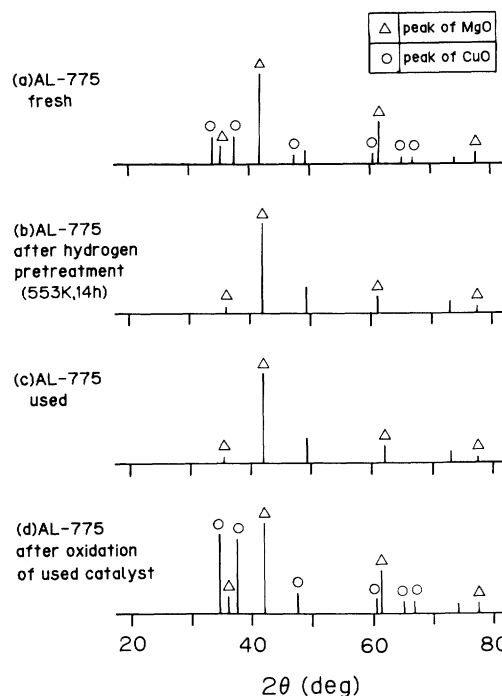 peak of MgO
peak of CuO
(a)AL-775
fresh
(b)AL-775
after hydrogen
pretreatment
(553K,14h)
(c)AL-775
used
(d)AL-775
after oxidation
of used catalyst
20
40
60
80
2θ (deg)